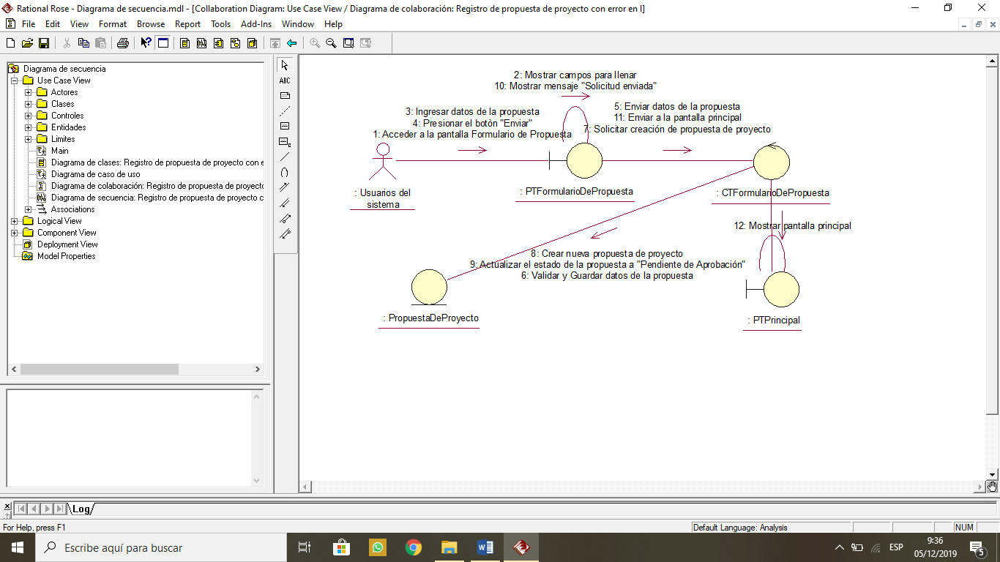 Rational Rose - Diagrama de secuencia.mdl - [Collaboration Diagram: Use Case View / Diagrama de colaboración: Registro de propuesta de proyecto con error en l]
File Edit View Format Browse Report Tools Add-Ins Window Help
Diagrama de secuencia
Use Case View
Actores
Clases
Controles
Entidades
Limites
Main
Diagrama de clases: Registro de propuesta de proyecto con e
Diagrama de caso de uso
Diagrama de colaboración: Registro de propuesta de proyecto
Diagrama de secuencia: Registro de propuesta de proyecto c
Associations
Logical View
Component View
Deployment View
Model Properties
ABC
2: Mostrar campos para llenar
10: Mostrar mensaje "Solicitud enviada"
3: Ingresar datos de la propuesta
4: Presionar el botòn "Enviar"
1: Acceder a la pantalla Formulario de Propuesta
5: Enviar datos de la propuesta
11: Enviar a la pantalla principal
7: Solicitar creación de propuesta de proyecto
: Usuarios del
sistema
: PTFormularioDePropuesta
: CTFormularioDePropuesta
12: Mostrar pantalla principal
8: Crear nueva propuesta de proyecto
9: Actualizar el estado de la propuesta a "Pendiente de Aprobación"
6: Validar y Guardar datos de la propuesta
: PropuestaDeProyecto
: PTPrincipal
Log
For Help, press F1
Default Language: Analysis
NUM
Escribe aquí para buscar
ESP
9:36
05/12/2019
5